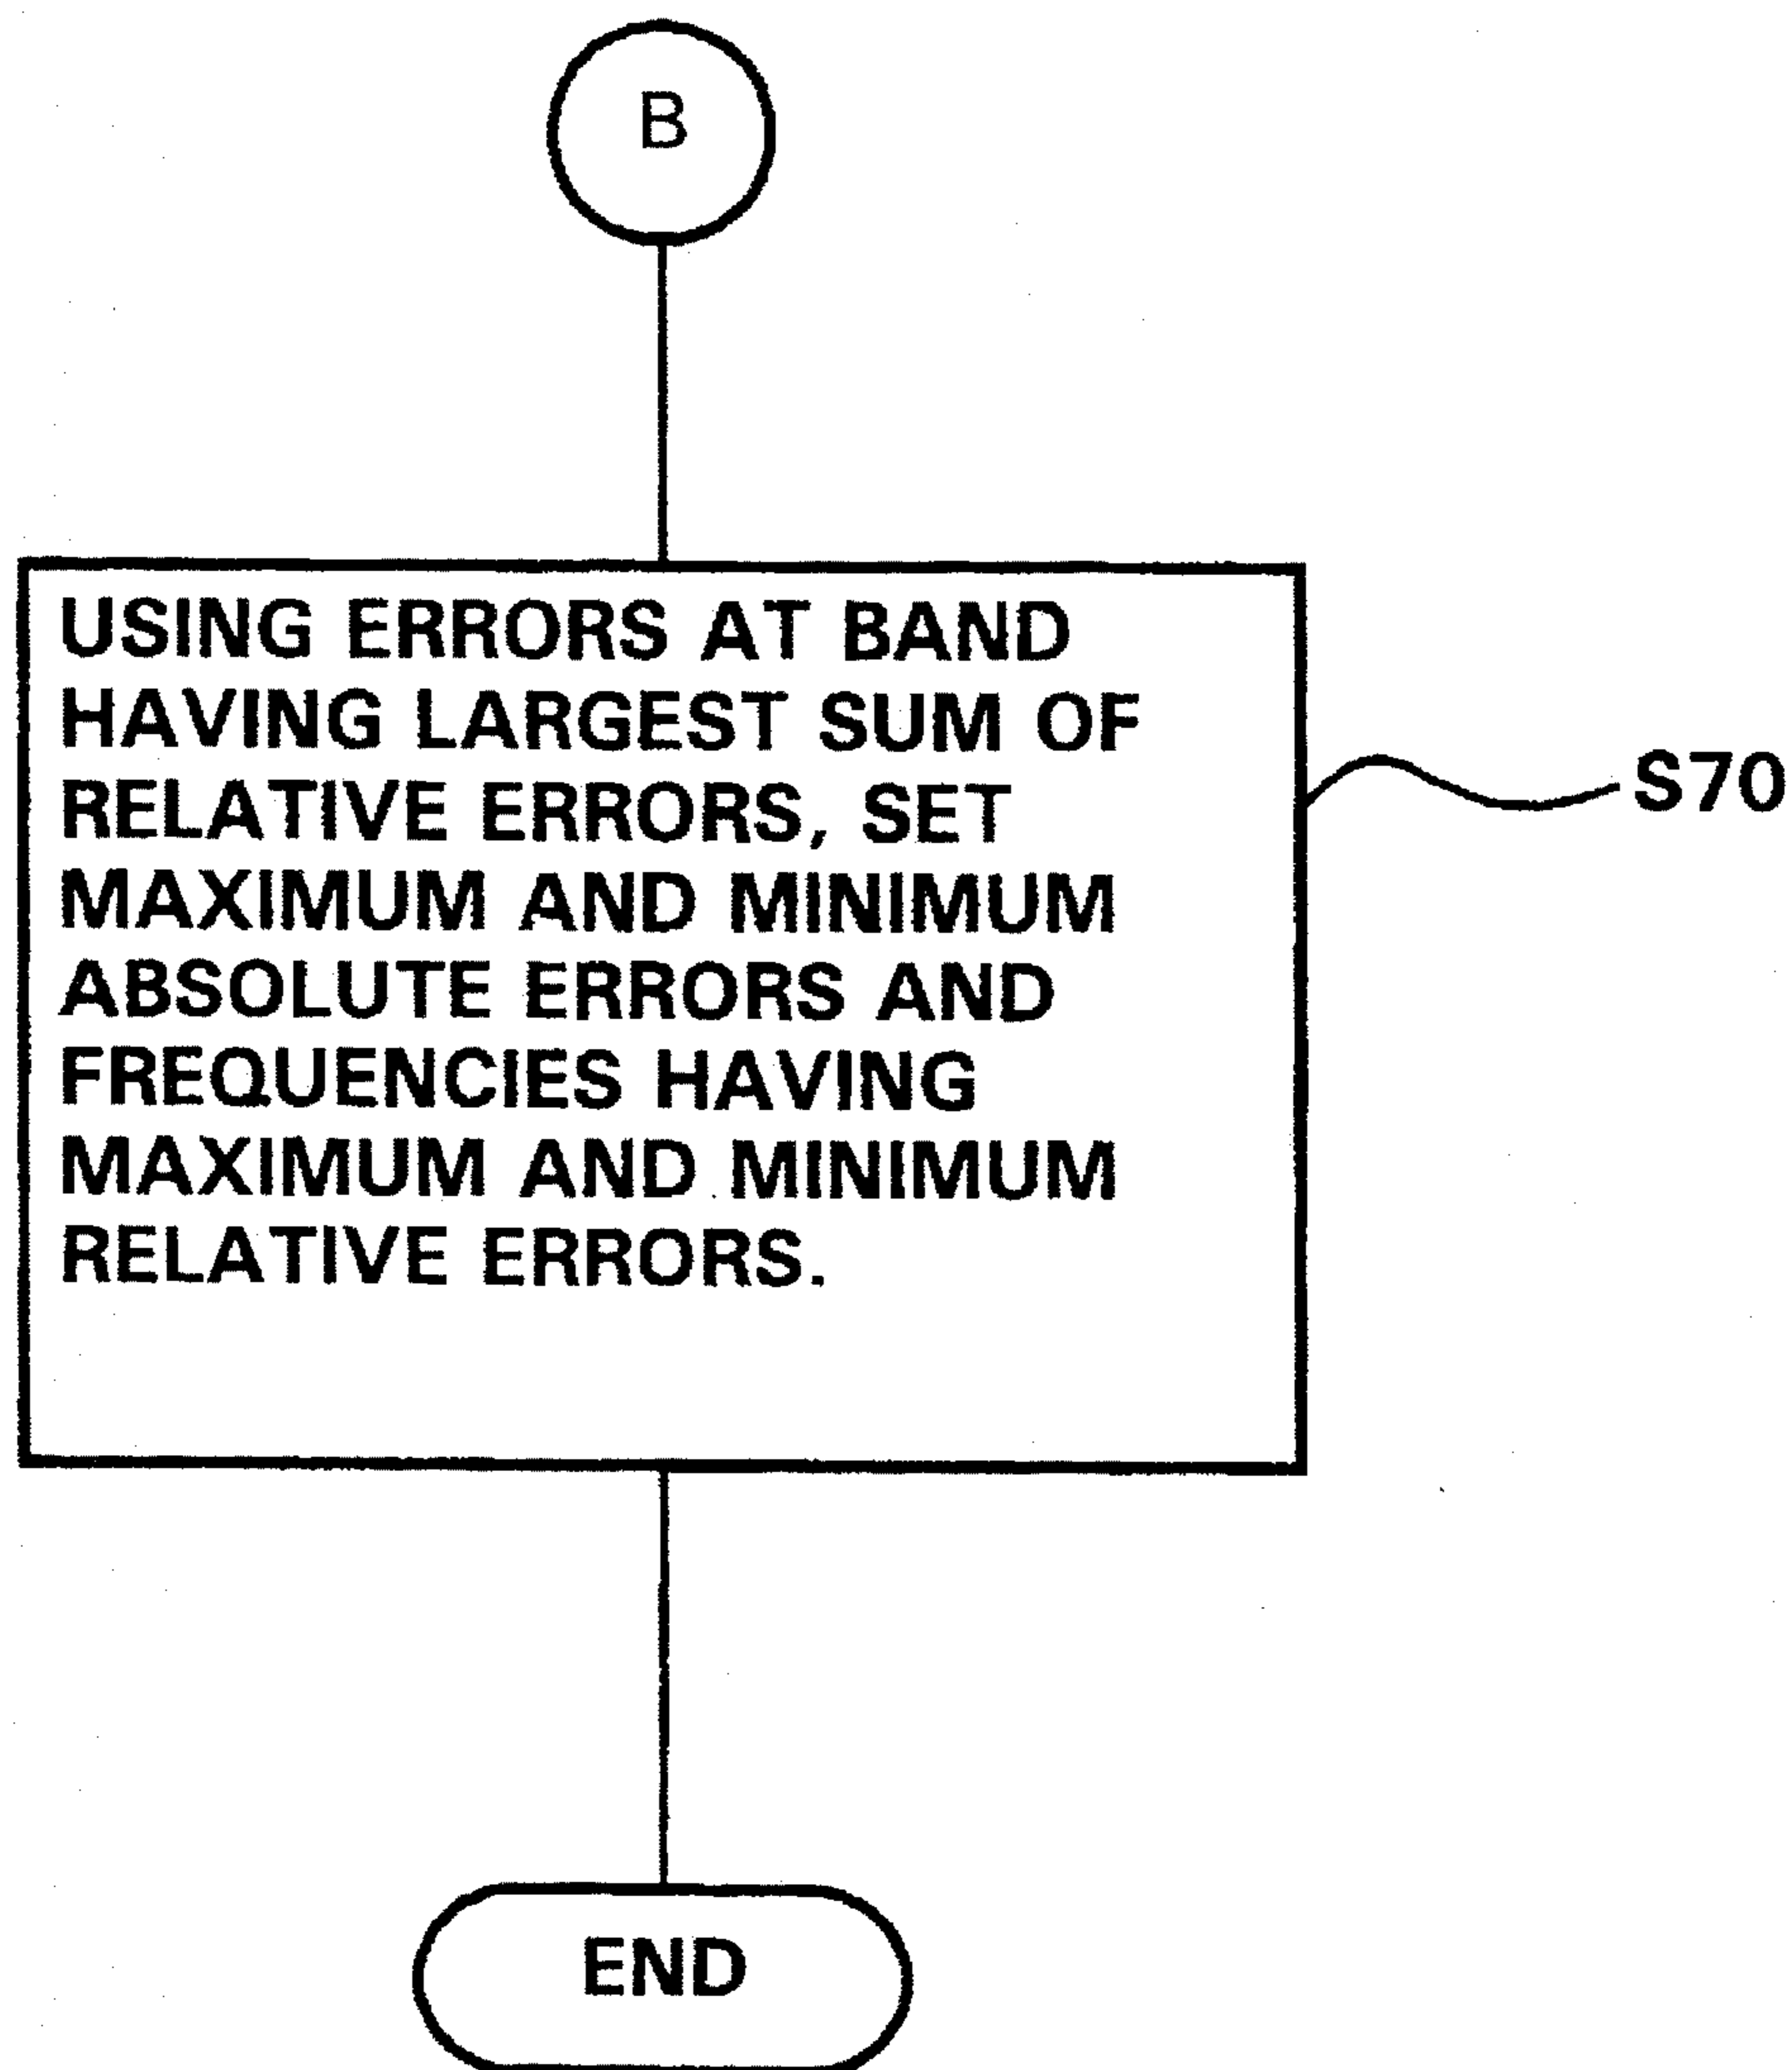 B
USING ERRORS AT BAND
HAVING LARGEST SUM OF
RELATIVE ERRORS, SET
MAXIMUM AND MINIMUM
ABSOLUTE ERRORS AND
FREQUENCIES HAVING
MAXIMUM AND MINIMUM
RELATIVE ERRORS.
S70
END